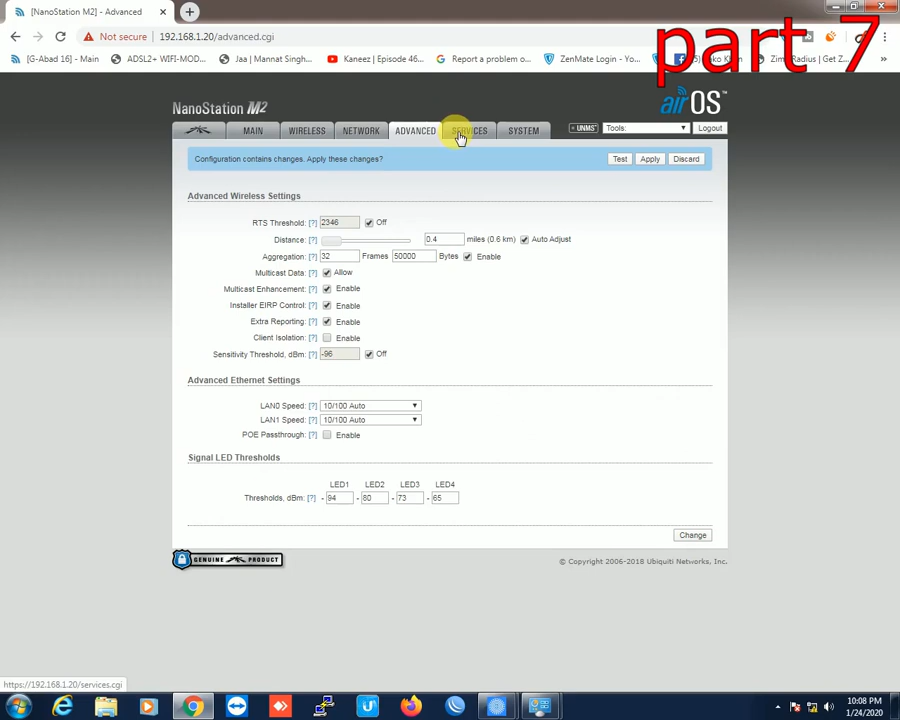 [NanoStation M2] - Advanced
Not secure | 192.168.1.20/advanced.cgi
[G-Abad 16] - Main
ADSL2+ WIFI-MOD...
Jaa | Mannat Singh...
Kaneez | Episode 46...
Report a problem o...
ZenMate Login - Yo...
part 7
NanoStation M2
airOS™
MAIN WIRELESS NETWORK ADVANCED SERVICES SYSTEM UNMS Tools: Logout
Configuration contains changes. Apply these changes? Test Apply Discard
Advanced Wireless Settings
RTS Threshold: [?] 2346 Off
Distance: [?] 0.4 miles (0.6 km) Auto Adjust
Aggregation: [?] 32 Frames 50000 Bytes Enable
Multicast Data: [?] Allow
Multicast Enhancement: [?] Enable
Installer EIRP Control: [?] Enable
Extra Reporting: [?] Enable
Client Isolation: [?] Enable
Sensitivity Threshold, dBm: [?] -96 Off
Advanced Ethernet Settings
LAN0 Speed: [?] 10/100 Auto
LAN1 Speed: [?] 10/100 Auto
POE Passthrough: [?] Enable
Signal LED Thresholds
LED1 LED2 LED3 LED4
Thresholds, dBm: [?] - 94 - 80 - 73 - 65
Change
GENUINE PRODUCT
© Copyright 2006-2018 Ubiquiti Networks, Inc.
https://192.168.1.20/services.cgi
10:08 PM
1/24/2020